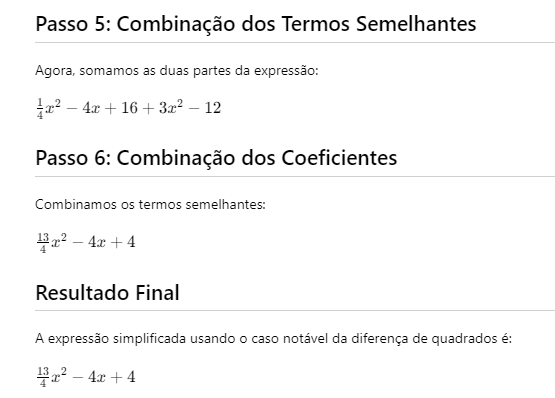 Passo 5: Combinação dos Termos Semelhantes
Agora, somamos as duas partes da expressão:
$\frac{1}{4}x^2 - 4x + 16 + 3x^2 - 12$
Passo 6: Combinação dos Coeficientes
Combinamos os termos semelhantes:
$\frac{13}{4}x^2 - 4x + 4$
Resultado Final
A expressão simplificada usando o caso notável da diferença de quadrados é:
$\frac{13}{4}x^2 - 4x + 4$